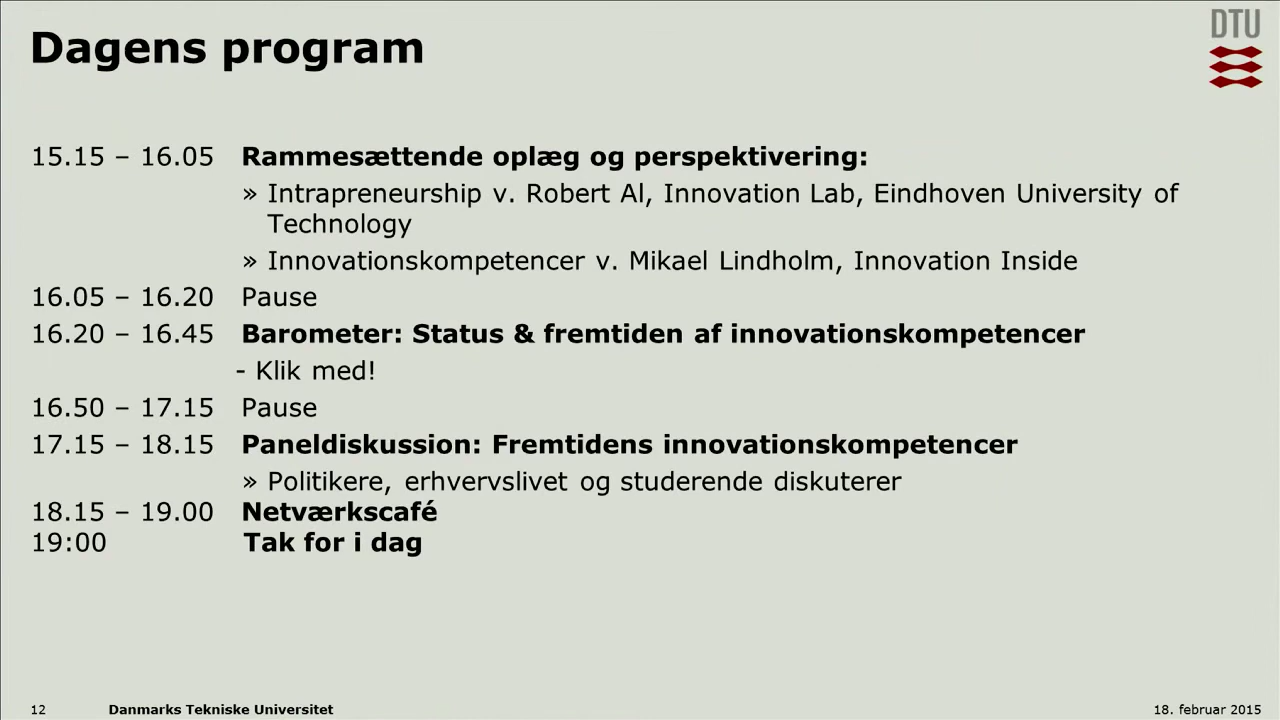 Dagens program
DTU
15.15 – 16.05 Rammesættende oplæg og perspektivering:
» Intrapreneurship v. Robert Al, Innovation Lab, Eindhoven University of
Technology
» Innovationskompetencer v. Mikael Lindholm, Innovation Inside
16.05 – 16.20 Pause
16.20 – 16.45 Barometer: Status & fremtiden af innovationskompetencer
- Klik med!
16.50 – 17.15 Pause
17.15 – 18.15 Paneldiskussion: Fremtidens innovationskompetencer
» Politikere, erhvervslivet og studerende diskuterer
18.15 – 19.00 Netværkscafé
19:00 Tak for i dag
12 Danmarks Tekniske Universitet 18. februar 2015